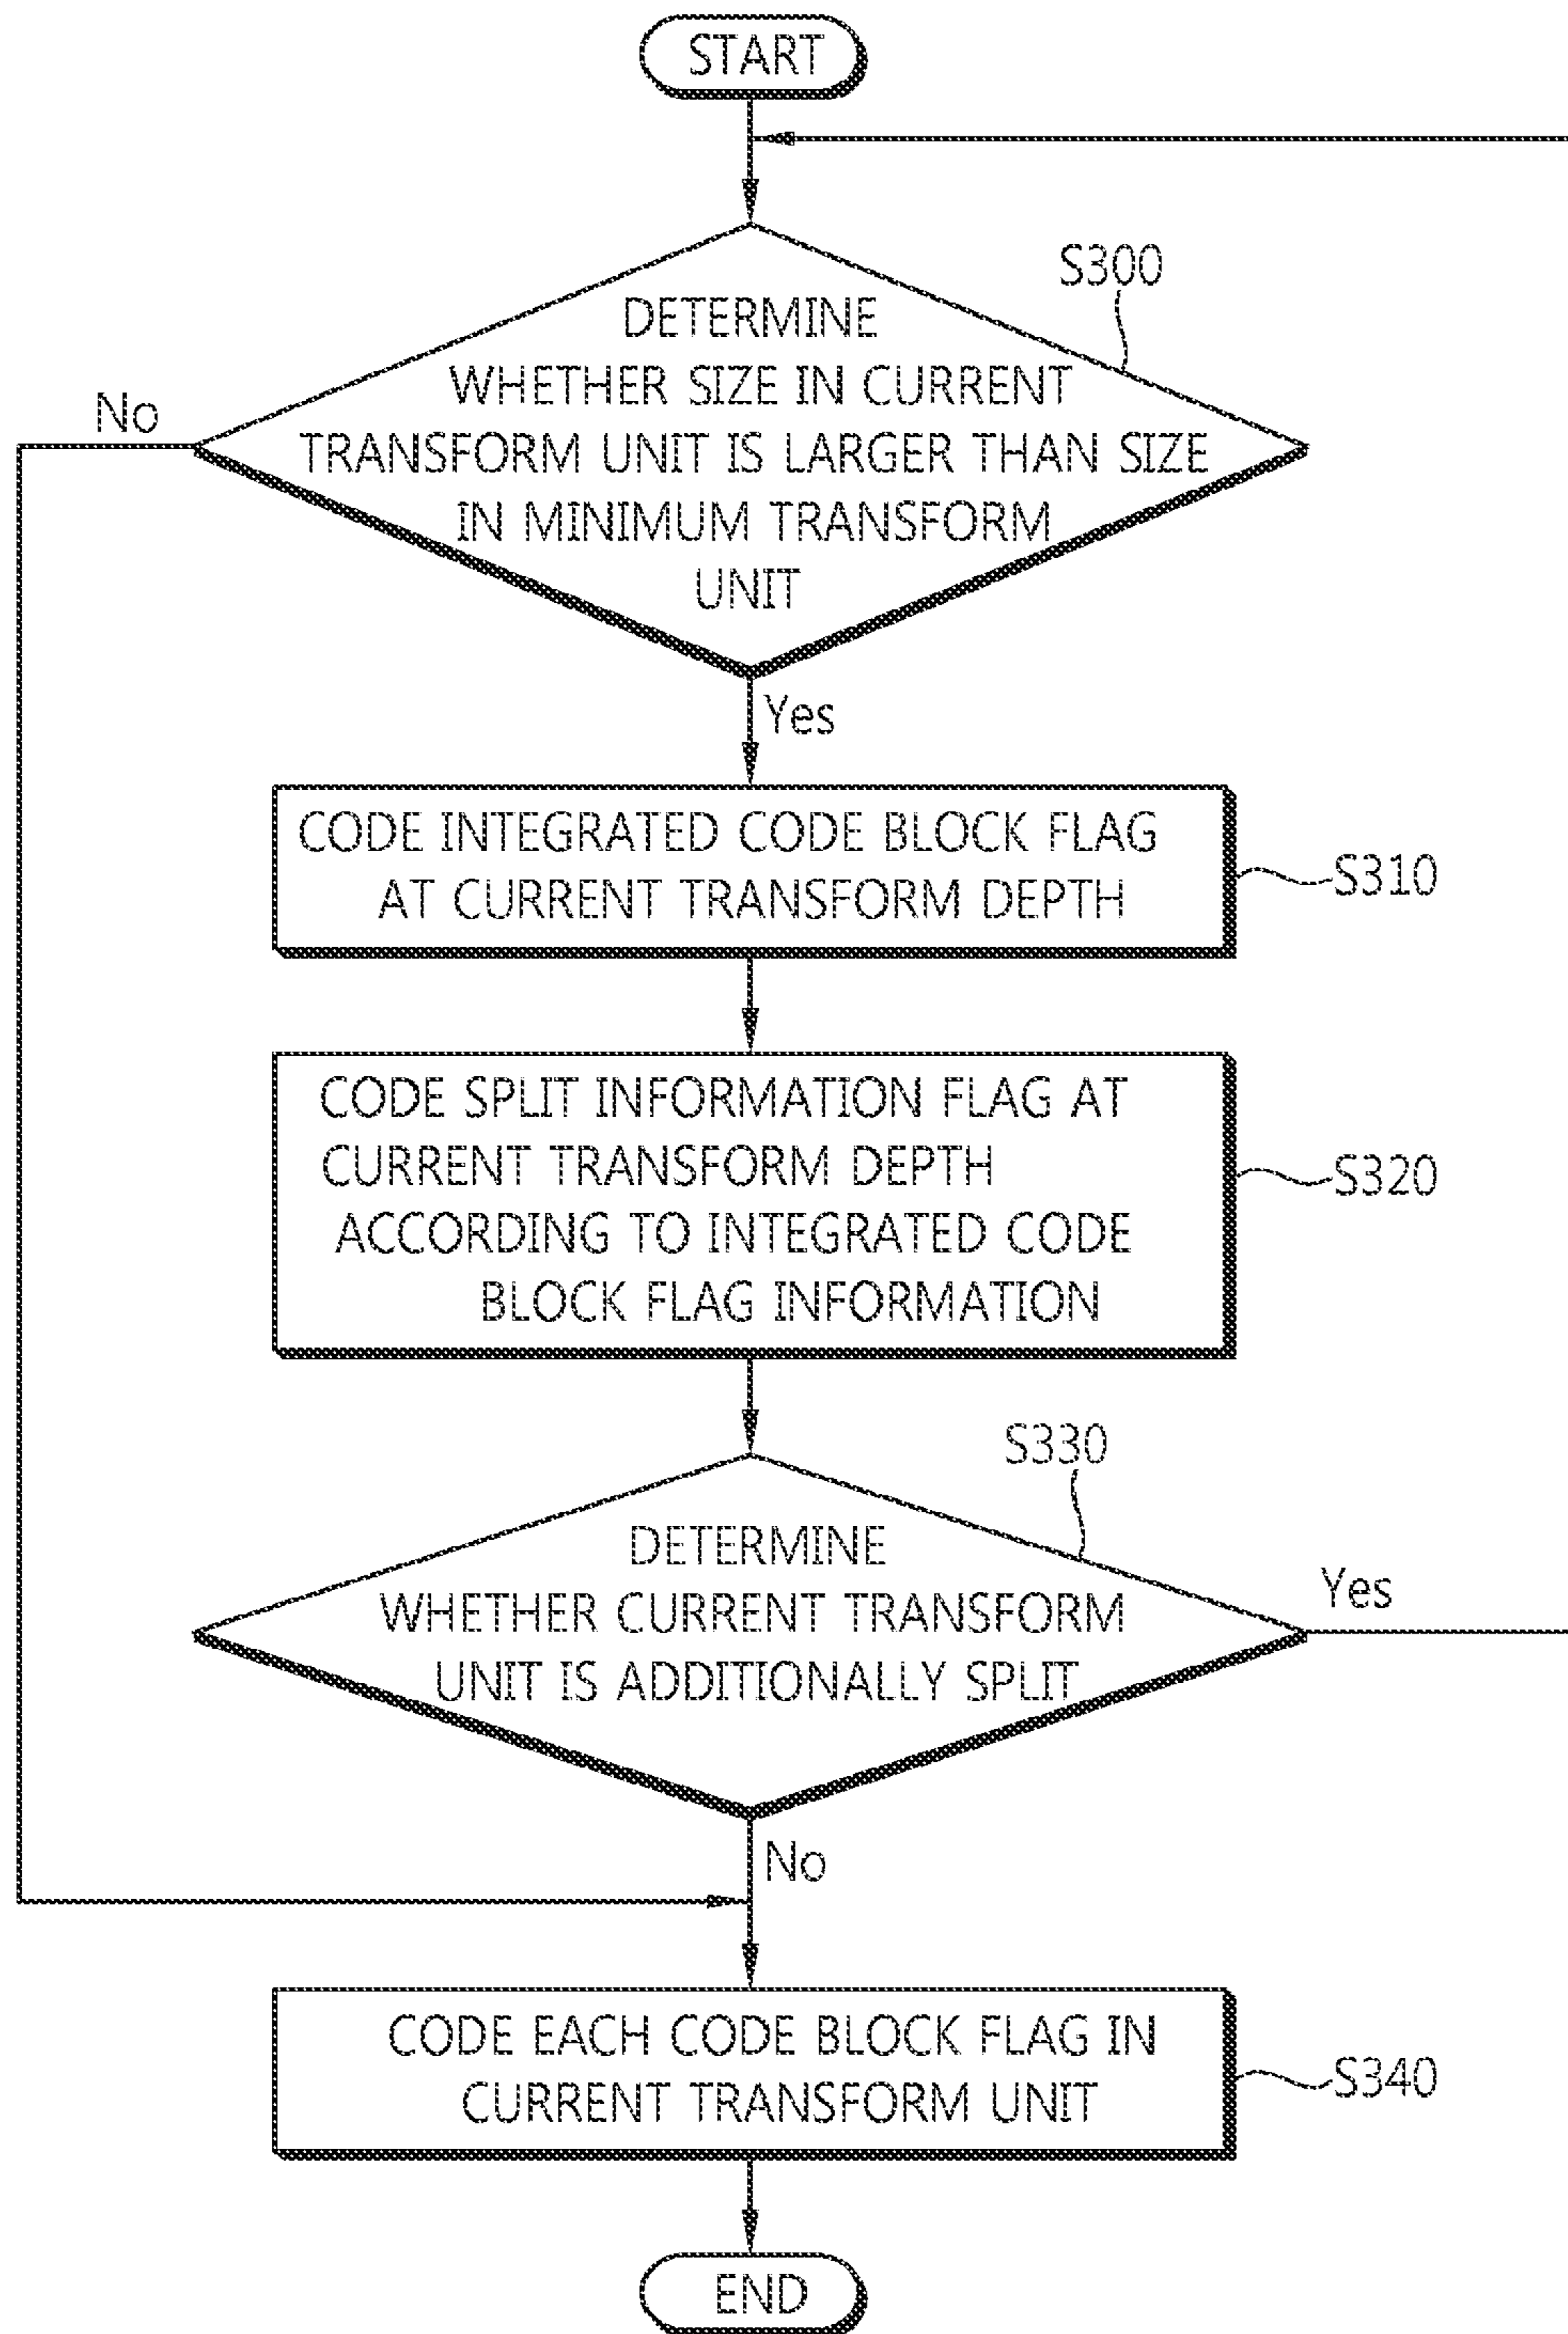 START
S300
DETERMINE
WHETHER SIZE IN CURRENT
TRANSFORM UNIT IS LARGER THAN SIZE
IN MINIMUM TRANSFORM
UNIT
No
Yes
CODE INTEGRATED CODE BLOCK FLAG
AT CURRENT TRANSFORM DEPTH
S310
CODE SPLIT INFORMATION FLAG AT
CURRENT TRANSFORM DEPTH
ACCORDING TO INTEGRATED CODE
BLOCK FLAG INFORMATION
S320
S330
DETERMINE
WHETHER CURRENT TRANSFORM
UNIT IS ADDITIONALLY SPLIT
Yes
No
CODE EACH CODE BLOCK FLAG IN
CURRENT TRANSFORM UNIT
S340
END